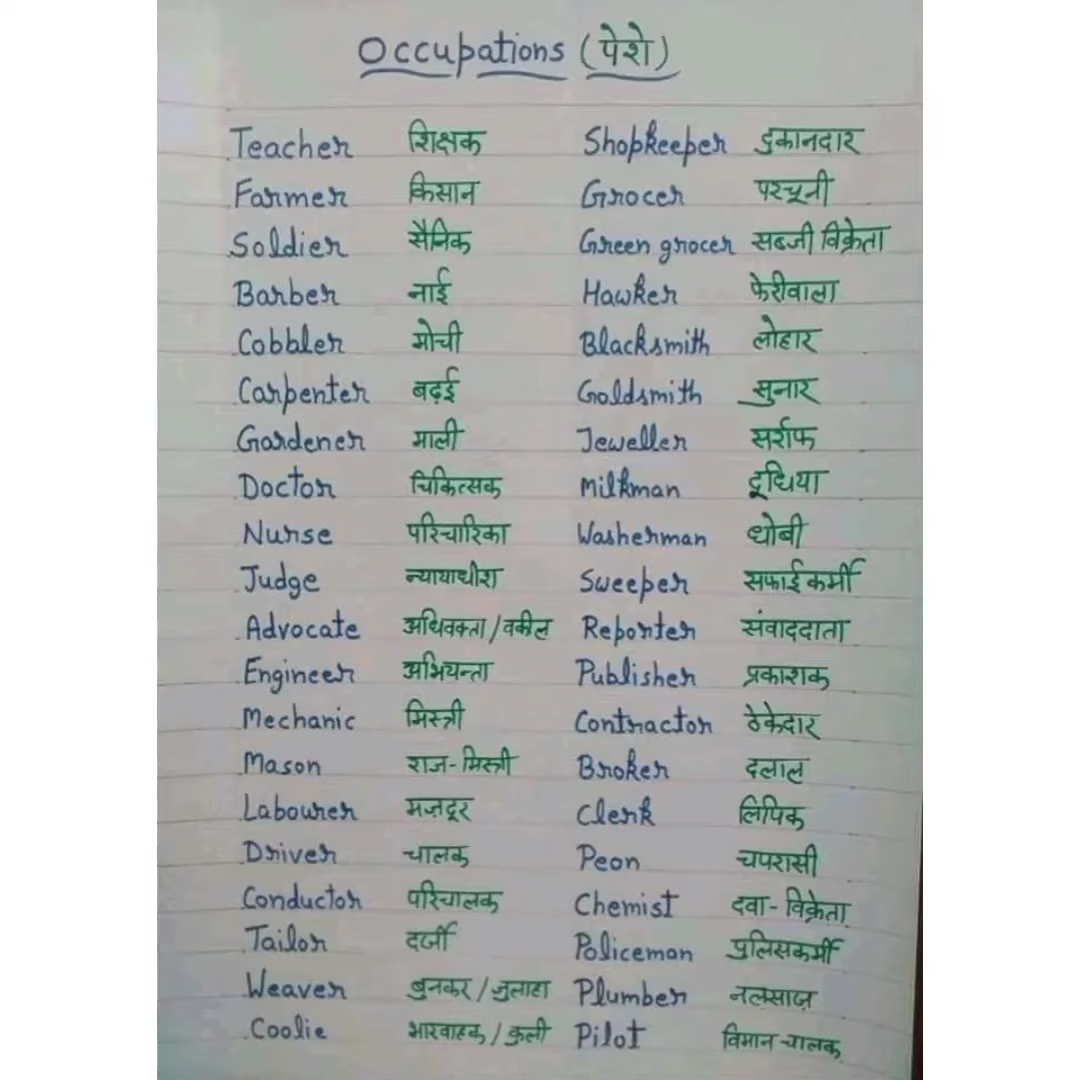 Occupations (पेशे)
Teacher शिक्षक Shopkeeper दुकानदार
Farmer किसान Grocer परचूनी
Soldier सैनिक Green grocer सब्जी विक्रेता
Barber नाई Hawker फेरीवाला
Cobbler मोची Blacksmith लोहार
Carpenter बढ़ई Goldsmith सुनार
Gardener माली Jeweller सर्राफ
Doctor चिकित्सक Milkman दूधिया
Nurse परिचारिका Washerman धोबी
Judge न्यायाधीश Sweeper सफाईकर्मी
Advocate अधिवक्ता/वकील Reporter संवाददाता
Engineer अभियन्ता Publisher प्रकाशक
Mechanic मिस्त्री Contractor ठेकेदार
Mason राज-मिस्त्री Broker दलाल
Labourer मज़दूर Clerk लिपिक
Driver चालक Peon चपरासी
Conductor परिचालक Chemist दवा-विक्रेता
Tailor दर्जी Policeman पुलिसकर्मी
Weaver बुनकर/जुलाहा Plumber नलसाज़
Coolie भारवाहक/कुली Pilot विमान चालक